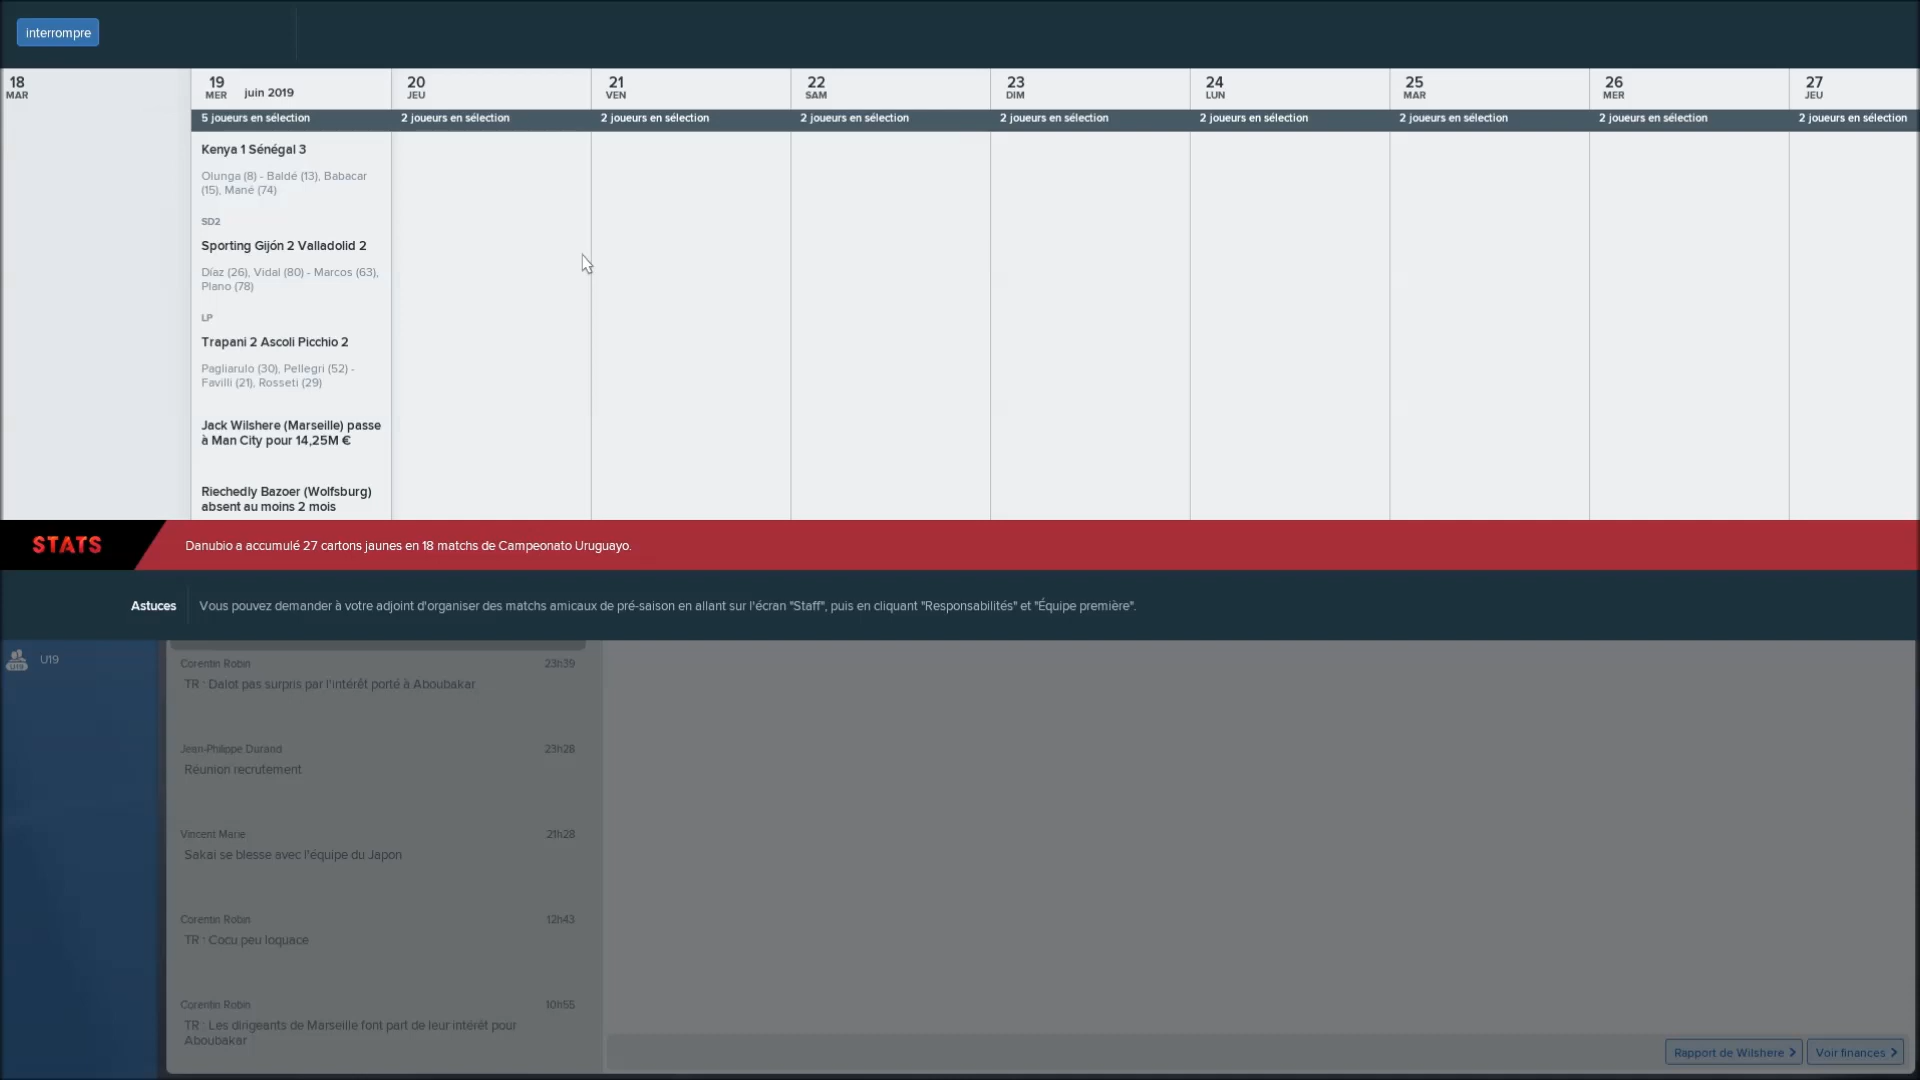 interrompre
18
MAR
19
MER
juin 2019
20
JEU
21
VEN
22
SAM
23
DIM
24
LUN
25
MAR
26
MER
27
JEU
5 joueurs en sélection
2 joueurs en sélection
2 joueurs en sélection
2 joueurs en sélection
2 joueurs en sélection
2 joueurs en sélection
2 joueurs en sélection
2 joueurs en sélection
2 joueurs en sélection
Kenya 1 Sénégal 3
Olunga (8) - Baldé (13), Babacar
(15), Mané (74)
SD2
Sporting Gijón 2 Valladolid 2
Díaz (26), Vidal (80) - Marcos (63),
Plano (78)
LP
Trapani 2 Ascoli Picchio 2
Pagliarulo (30), Pellegri (52) -
Favilli (21), Rosseti (29)
Jack Wilshere (Marseille) passe
à Man City pour 14,25M €
Riechedly Bazoer (Wolfsburg)
absent au moins 2 mois
STATS
Danubio a accumulé 27 cartons jaunes en 18 matchs de Campeonato Uruguayo.
Astuces
Vous pouvez demander à votre adjoint d'organiser des matchs amicaux de pré-saison en allant sur l'écran "Staff", puis en cliquant "Responsabilités" et "Équipe première".
U19
U19
Corentin Robin
23h39
TR : Dalot pas surpris par l'intérêt porté à Aboubakar
Jean-Philippe Durand
23h28
Réunion recrutement
Vincent Marie
21h28
Sakai se blesse avec l'équipe du Japon
Corentin Robin
12h43
TR : Cocu peu loquace
Corentin Robin
10h55
TR : Les dirigeants de Marseille font part de leur intérêt pour
Aboubakar
Rapport de Wilshere
Voir finances